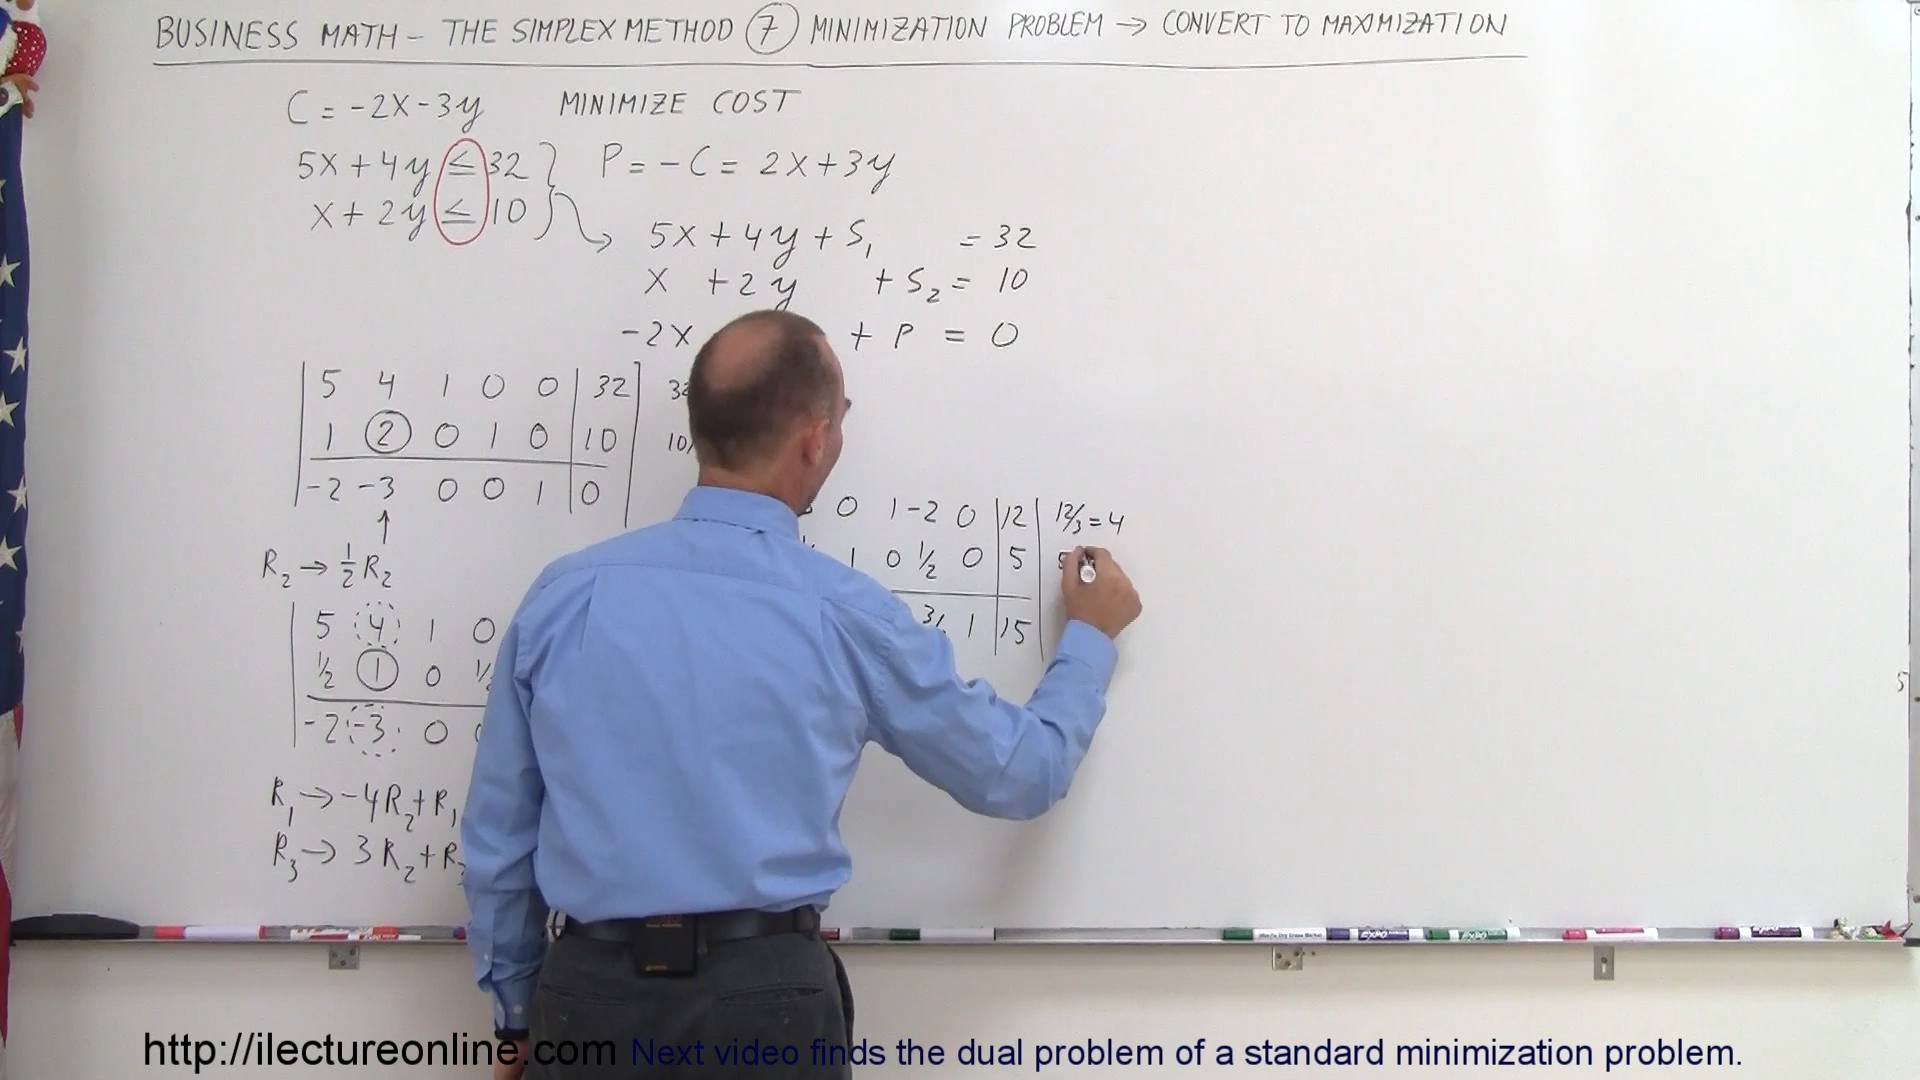 BUSINESS MATH – THE SIMPLEX METHOD 7 MINIMIZATION PROBLEM → CONVERT TO MAXIMIZATION
C = -2X - 3y MINIMIZE COST
5X + 4y ≤ 32
X + 2y ≤ 10
P = -C = 2X + 3y
5X + 4y + S₁ = 32
X + 2y + S₂ = 10
-2X + P = 0
5 4 1 0 0 32
1 2 0 1 0 10
-2 -3 0 0 1 0
R₂ → ½ R₂
5 4 1 0
½ 1 0
-2 -3 0
R₁ → -4R₂ + R₁
R₃ → 3R₂ + R₃
0 1 -2 0 12 12/3 = 4
1 0 ½ 0 5
1 15
EXPO EXPO
http://ilectureonline.com Next video finds the dual problem of a standard minimization problem.